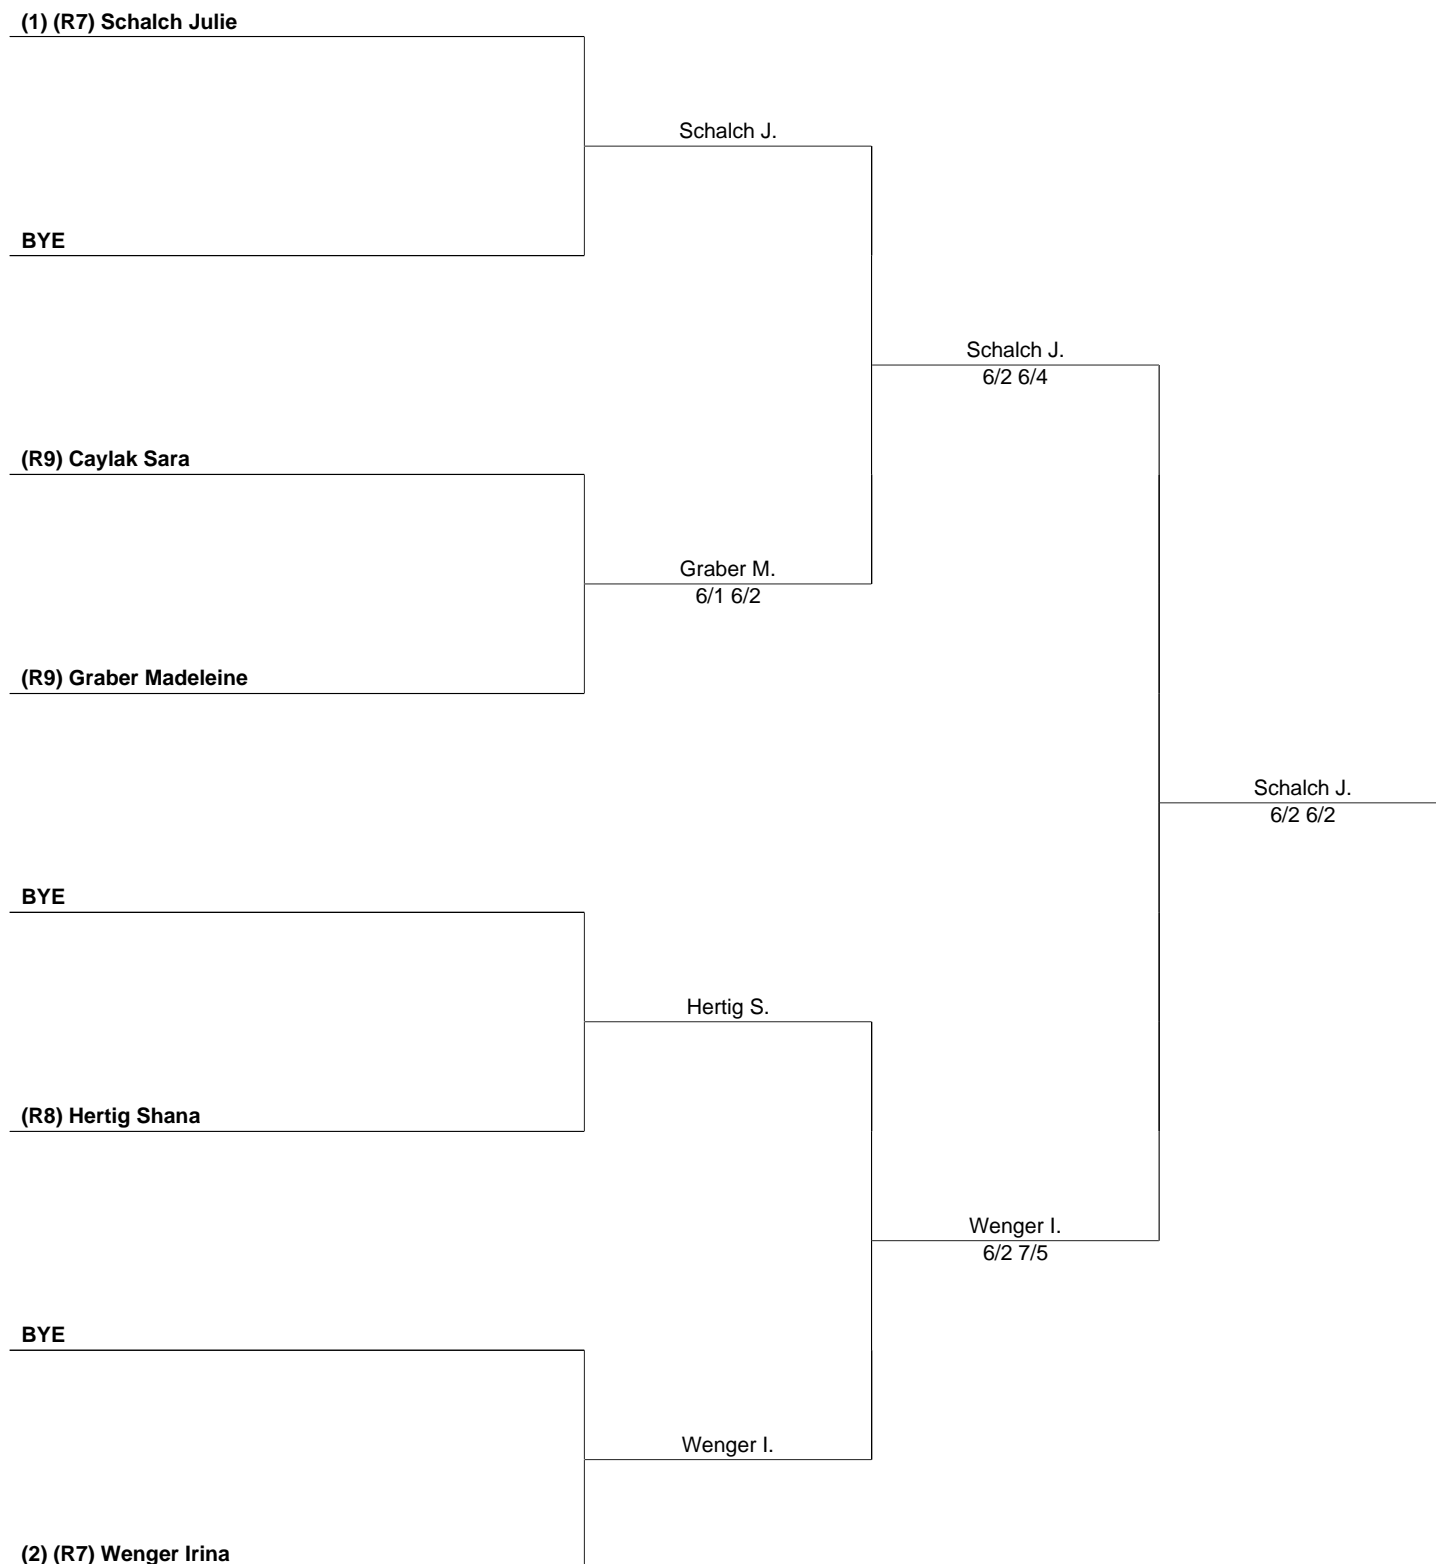 (1) (R7) Schalch Julie
Schalch J.
BYE
Schalch J.
6/2 6/4
(R9) Caylak Sara
Graber M.
6/1 6/2
(R9) Graber Madeleine
Schalch J.
6/2 6/2
BYE
Hertig S.
(R8) Hertig Shana
Wenger I.
6/2 7/5
BYE
Wenger I.
(2) (R7) Wenger Irina